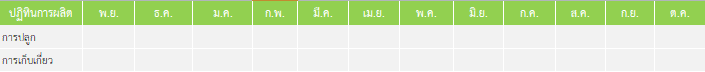 ปฏิทินการผลิต พ.ย. ธ.ค. ม.ค. ก.พ. มี.ค. เม.ย. พ.ค. มิ.ย. ก.ค. ส.ค. ก.ย. ต.ค.
การปลูก
การเก็บเกี่ยว